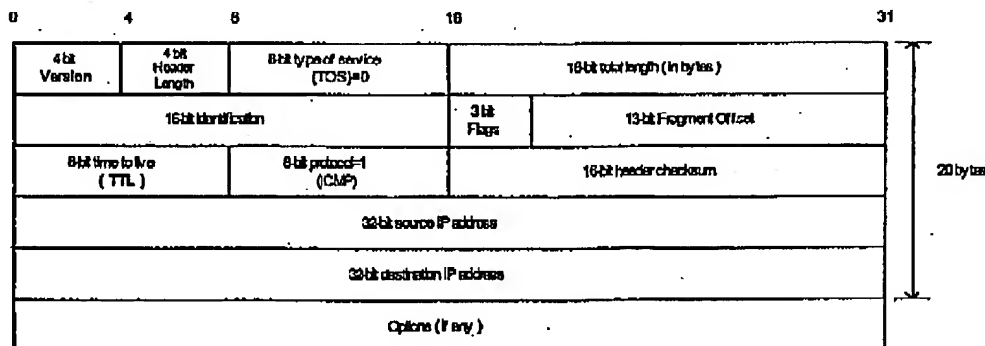 0 4 8 16 31
4 bit
Version
4 bit
Header
Length
8-bit type of service
(TOS)=0
16-bit total length (in bytes)
16-bit identification
3 bit
Flags
13-bit Fragment Offset
8-bit time to live
(TTL)
8-bit protocol=1
(ICMP)
16-bit header checksum
20 bytes
32-bit source IP address
32-bit destination IP address
Options (if any)